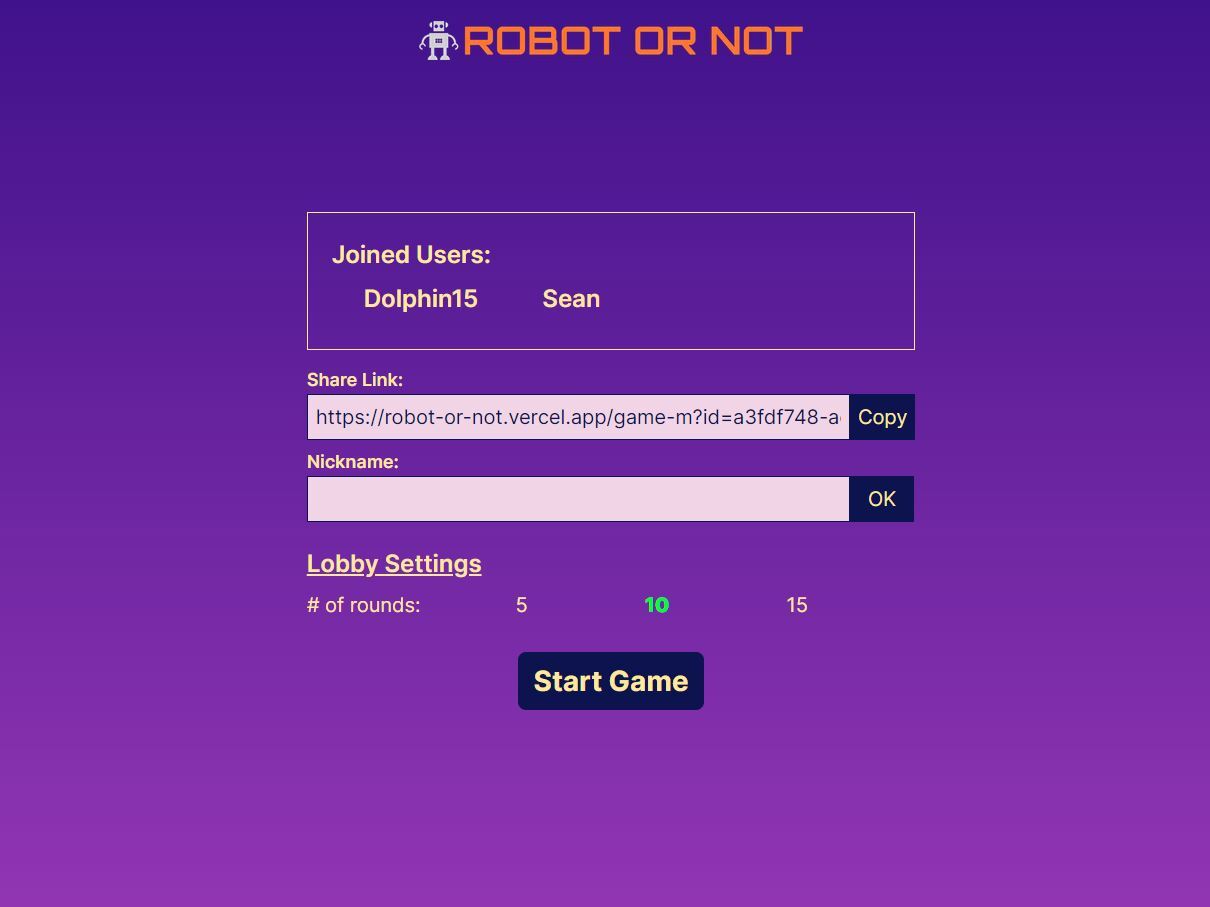 ROBOT OR NOT
Joined Users:
Dolphin15 Sean
Share Link:
https://robot-or-not.vercel.app/game-m?id=a3fdf748-a Copy
Nickname:
OK
Lobby Settings
# of rounds: 5 10 15
Start Game